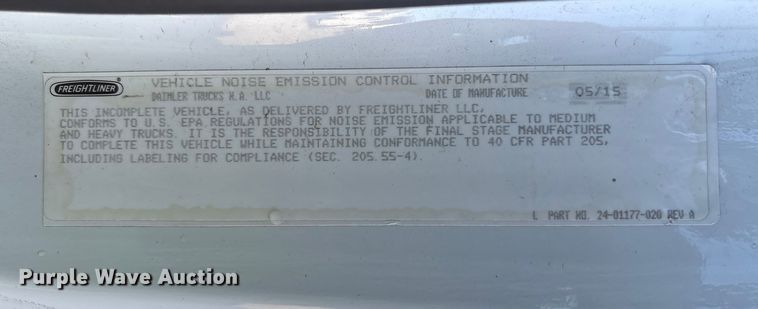 FREIGHTLINER
VEHICLE NOISE EMISSION CONTROL INFORMATION
DAIMLER TRUCKS N.A. LLC DATE OF MANUFACTURE 05/15
THIS INCOMPLETE VEHICLE, AS DELIVERED BY FREIGHTLINER LLC,
CONFORMS TO U.S. EPA REGULATIONS FOR NOISE EMISSION APPLICABLE TO MEDIUM
AND HEAVY TRUCKS. IT IS THE RESPONSIBILITY OF THE FINAL STAGE MANUFACTURER
TO COMPLETE THIS VEHICLE WHILE MAINTAINING CONFORMANCE TO 40 CFR PART 205,
INCLUDING LABELING FOR COMPLIANCE (SEC. 205.55-4).
L PART NO. 24-01177-020 REV A
Purple Wave Auction